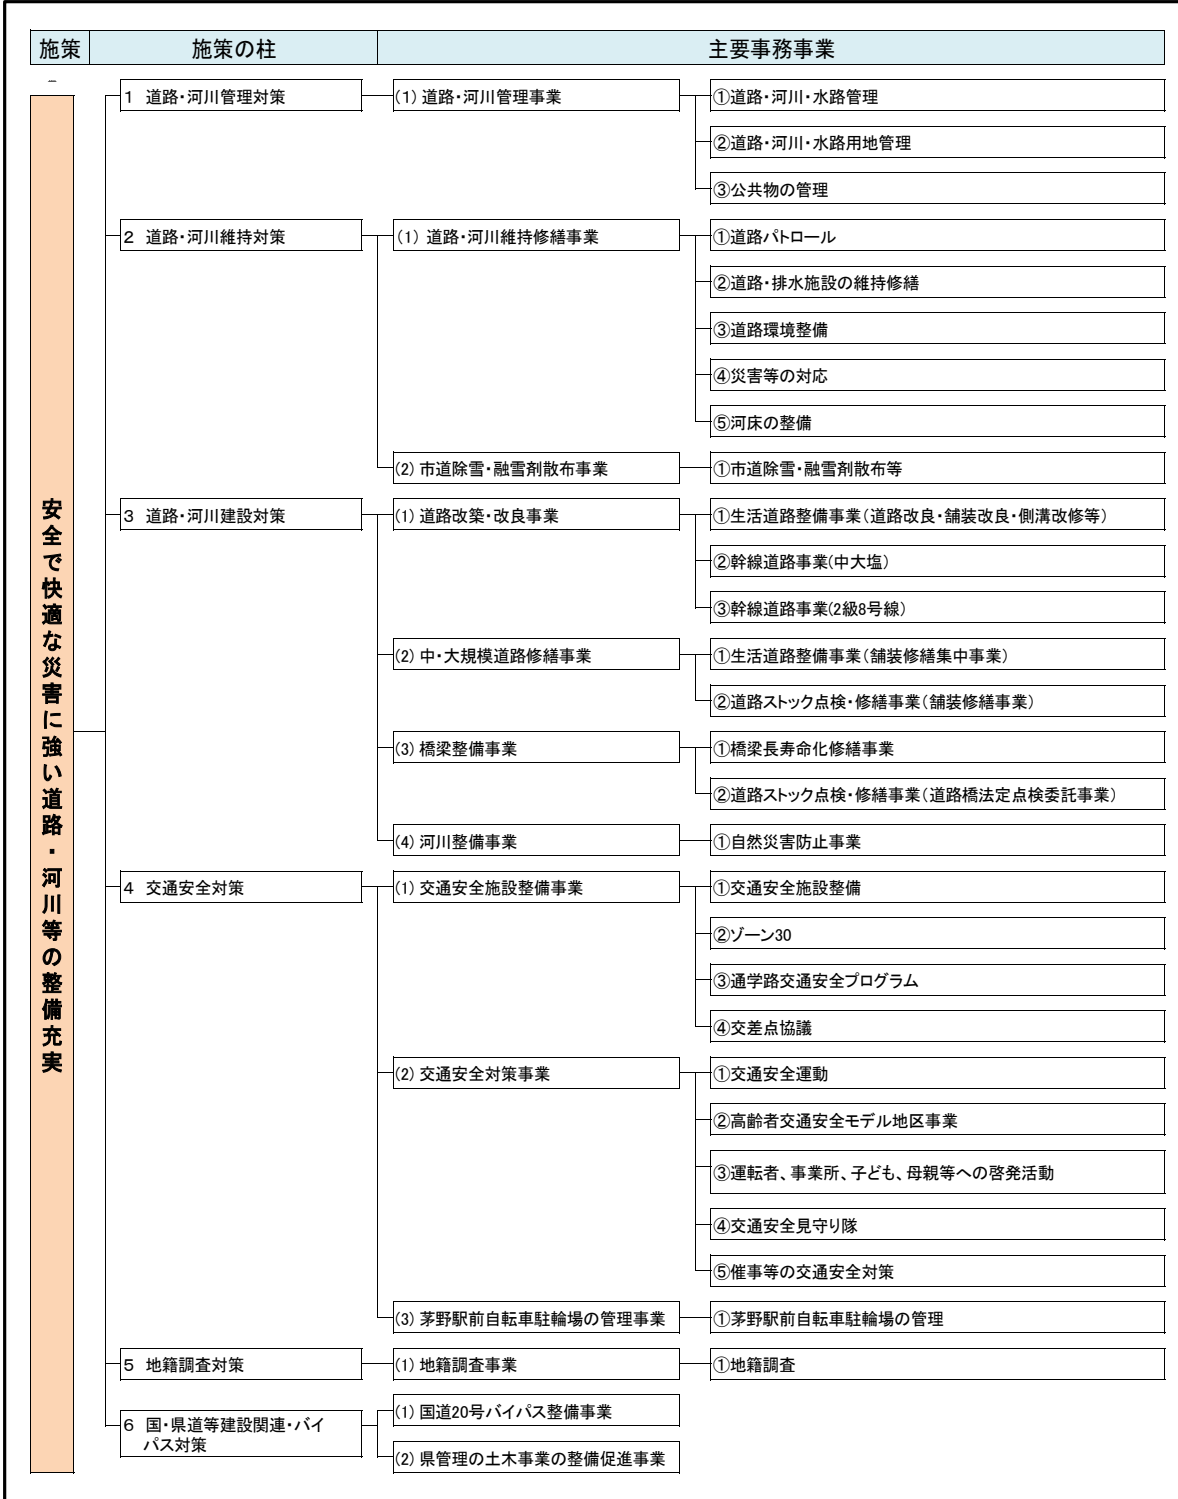 施策 施策の柱 主要事務事業
安全で快適な災害に強い道路・河川等の整備充実
1 道路・河川管理対策
(1) 道路・河川管理事業
①道路・河川・水路管理
②道路・河川・水路用地管理
③公共物の管理
2 道路・河川維持対策
(1) 道路・河川維持修繕事業
①道路パトロール
②道路・排水施設の維持修繕
③道路環境整備
④災害等の対応
⑤河床の整備
(2) 市道除雪・融雪剤散布事業
①市道除雪・融雪剤散布等
3 道路・河川建設対策
(1) 道路改築・改良事業
①生活道路整備事業(道路改良・舗装改良・側溝改修等)
②幹線道路事業(中大塩)
③幹線道路事業(2級8号線)
(2) 中・大規模道路修繕事業
①生活道路整備事業(舗装修繕集中事業)
②道路ストック点検・修繕事業(舗装修繕事業)
(3) 橋梁整備事業
①橋梁長寿命化修繕事業
②道路ストック点検・修繕事業(道路橋法定点検委託事業)
(4) 河川整備事業
①自然災害防止事業
4 交通安全対策
(1) 交通安全施設整備事業
①交通安全施設整備
②ゾーン30
③通学路交通安全プログラム
④交差点協議
(2) 交通安全対策事業
①交通安全運動
②高齢者交通安全モデル地区事業
③運転者、事業所、子ども、母親等への啓発活動
④交通安全見守り隊
⑤催事等の交通安全対策
(3) 茅野駅前自転車駐輪場の管理事業
①茅野駅前自転車駐輪場の管理
5 地籍調査対策
(1) 地籍調査事業
①地籍調査
6 国・県道等建設関連・バイ
パス対策
(1) 国道20号バイパス整備事業
(2) 県管理の土木事業の整備促進事業